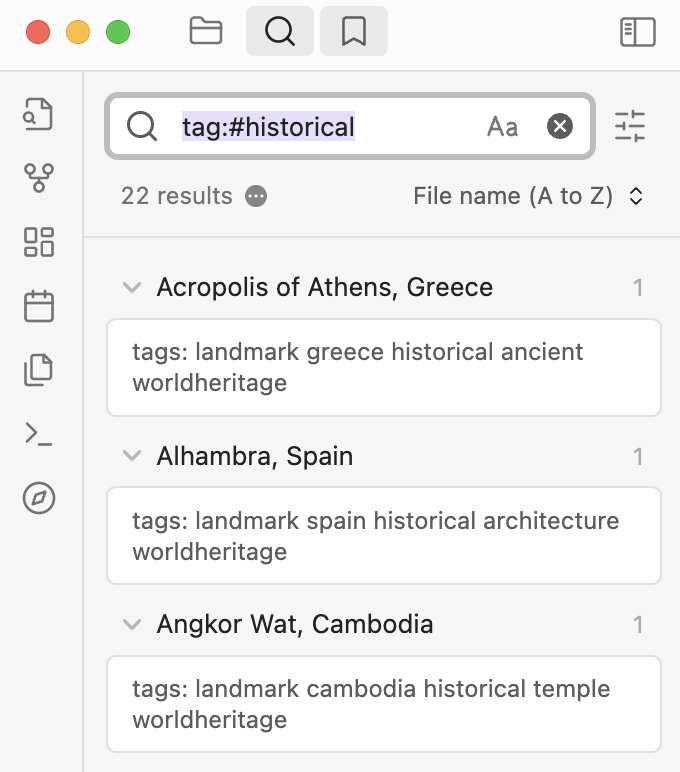 tag:#historical Aa
22 results File name (A to Z)
Acropolis of Athens, Greece 1
tags: landmark greece historical ancient
worldheritage
Alhambra, Spain 1
tags: landmark spain historical architecture
worldheritage
Angkor Wat, Cambodia 1
tags: landmark cambodia historical temple
worldheritage